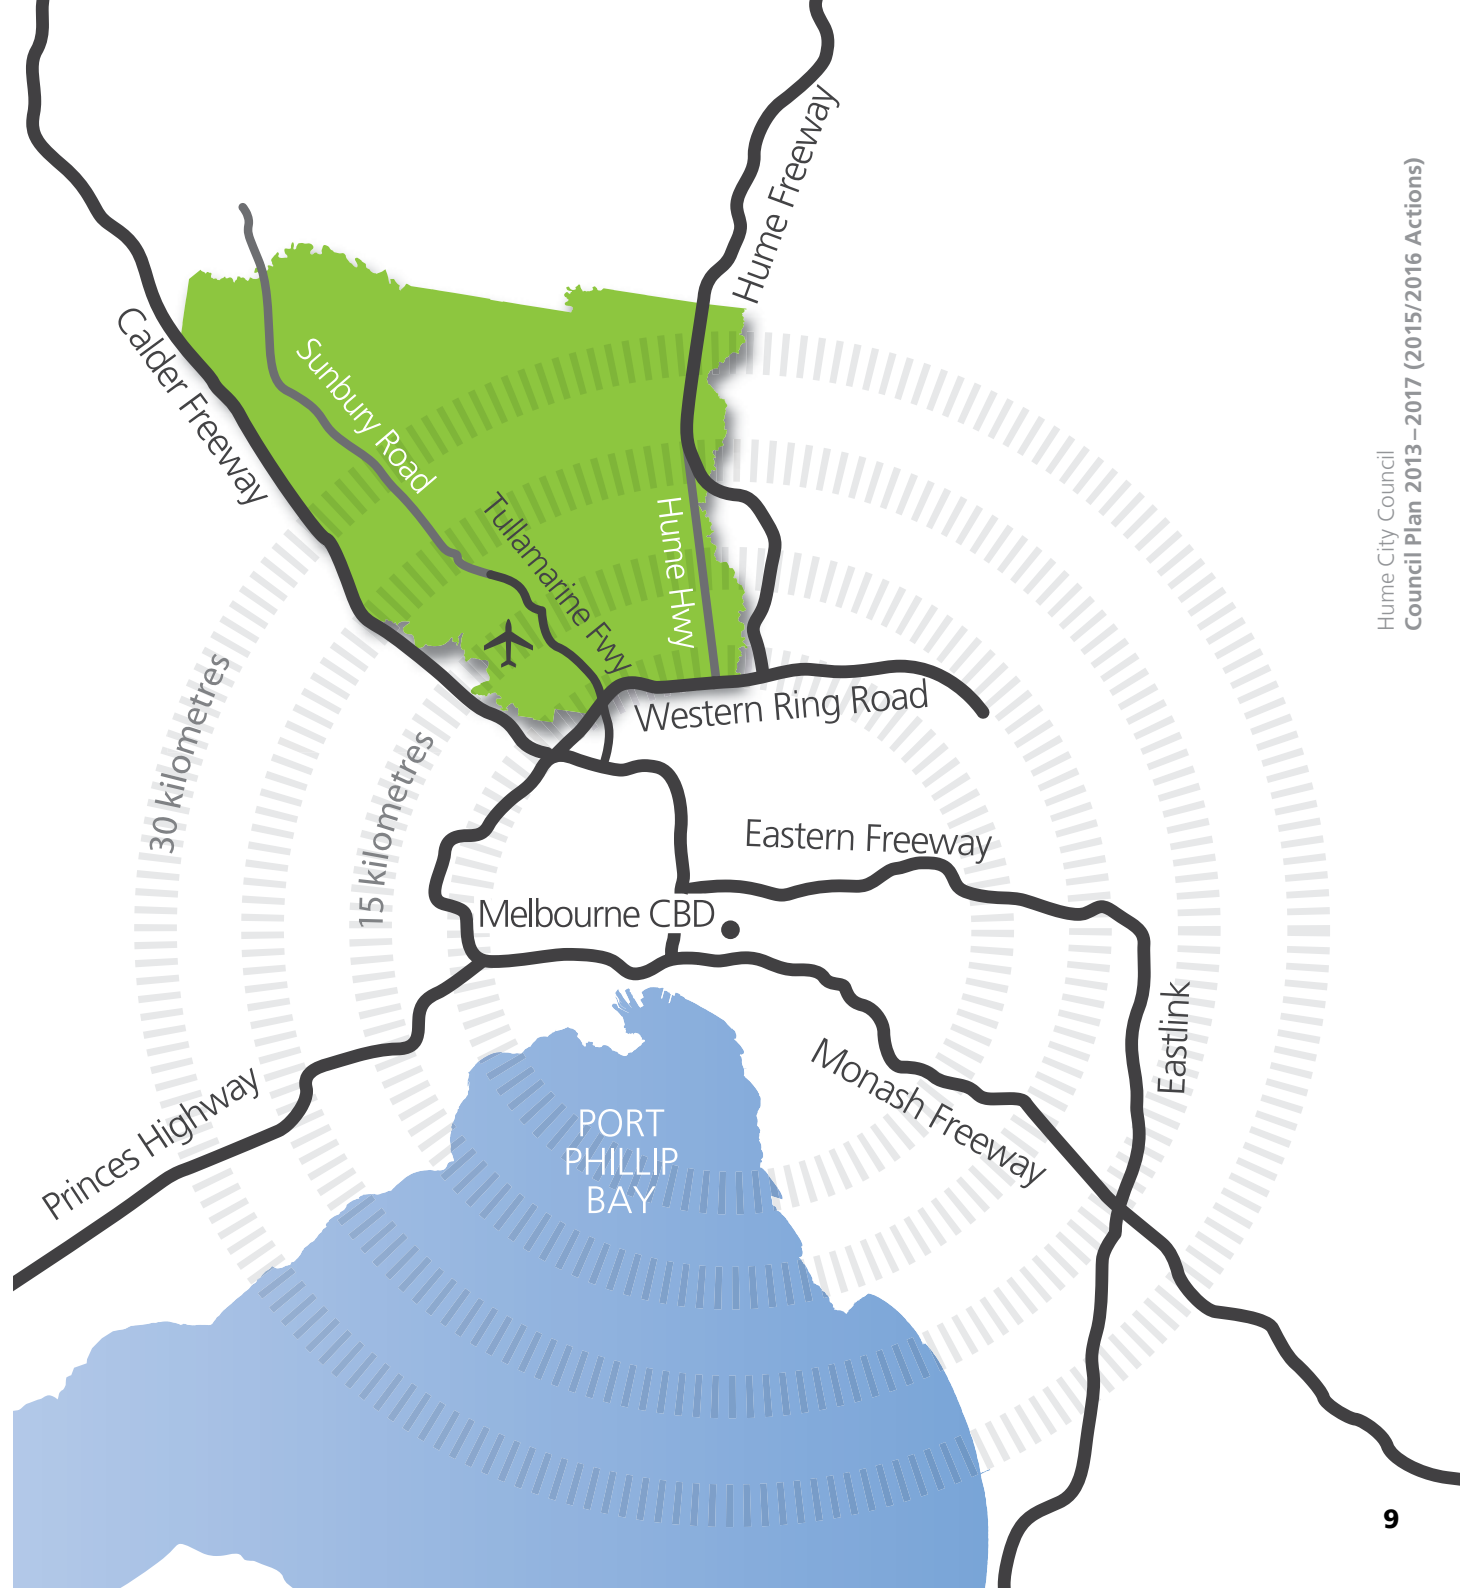 Hume Freeway
Calder Freeway
Sunbury Road
Tullamarine Fwy
Hume Hwy
Western Ring Road
30 kilometres
15 kilometres
Eastern Freeway
Melbourne CBD
Eastlink
Monash Freeway
Princes Highway
PORT
PHILLIP
BAY
Hume City Council
Council Plan 2013–2017 (2015/2016 Actions)
9